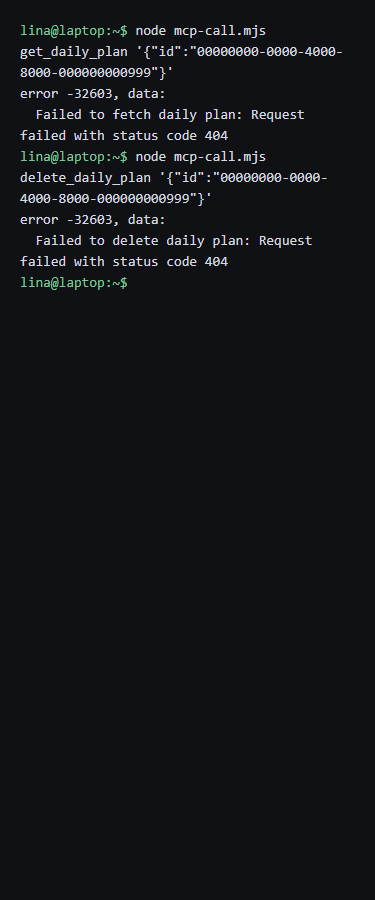 lina@laptop:~$ node mcp-call.mjs
get_daily_plan '{"id":"00000000-0000-4000-
8000-000000000999"}'
error -32603, data:
  Failed to fetch daily plan: Request
failed with status code 404
lina@laptop:~$ node mcp-call.mjs
delete_daily_plan '{"id":"00000000-0000-
4000-8000-000000000999"}'
error -32603, data:
  Failed to delete daily plan: Request
failed with status code 404
lina@laptop:~$